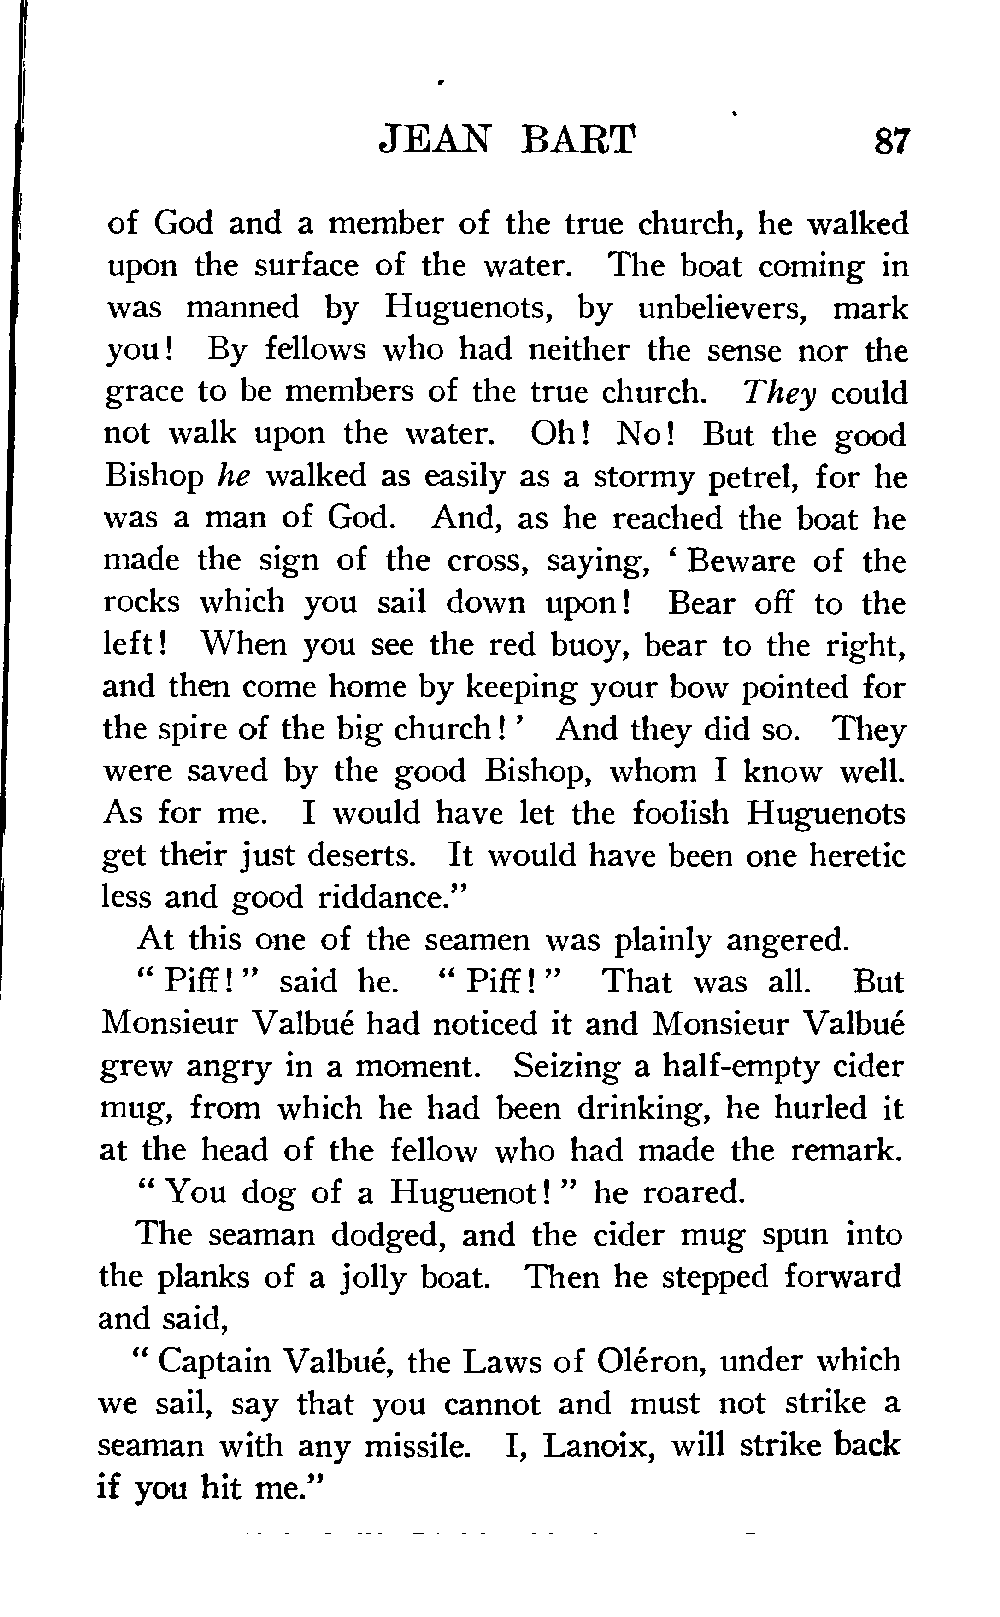 JEAN BART 87
of God and a member of the true church, he walked
upon the surface of the water. The boat coming in
was manned by Huguenots, by unbelievers, mark
you! By fellows who had neither the sense nor the
grace to be members of the true church. They could
not walk upon the water. Oh! No! But the good
Bishop he walked as easily as a stormy petrel, for he
was a man of God. And, as he reached the boat he
made the sign of the cross, saying, ‘ Beware of the
rocks which you sail down upon! Bear off to the
left! When you see the red buoy, bear to the right,
and then come home by keeping your bow pointed for
the spire of the big church! ’ And they did so. They
were saved by the good Bishop, whom I know well.
As for me. I would have let the foolish Huguenots
get their just deserts. It would have been one heretic
less and good riddance.”
At this one of the seamen was plainly angered.
“ Piff! ” said he. “ Piff! ” That was all. But
Monsieur Valbué had noticed it and Monsieur Valbué
grew angry in a moment. Seizing a half-empty cider
mug, from which he had been drinking, he hurled it
at the head of the fellow who had made the remark.
“ You dog of a Huguenot! ” he roared.
The seaman dodged, and the cider mug spun into
the planks of a jolly boat. Then he stepped forward
and said,
“ Captain Valbué, the Laws of Oléron, under which
we sail, say that you cannot and must not strike a
seaman with any missile. I, Lanoix, will strike back
if you hit me.”